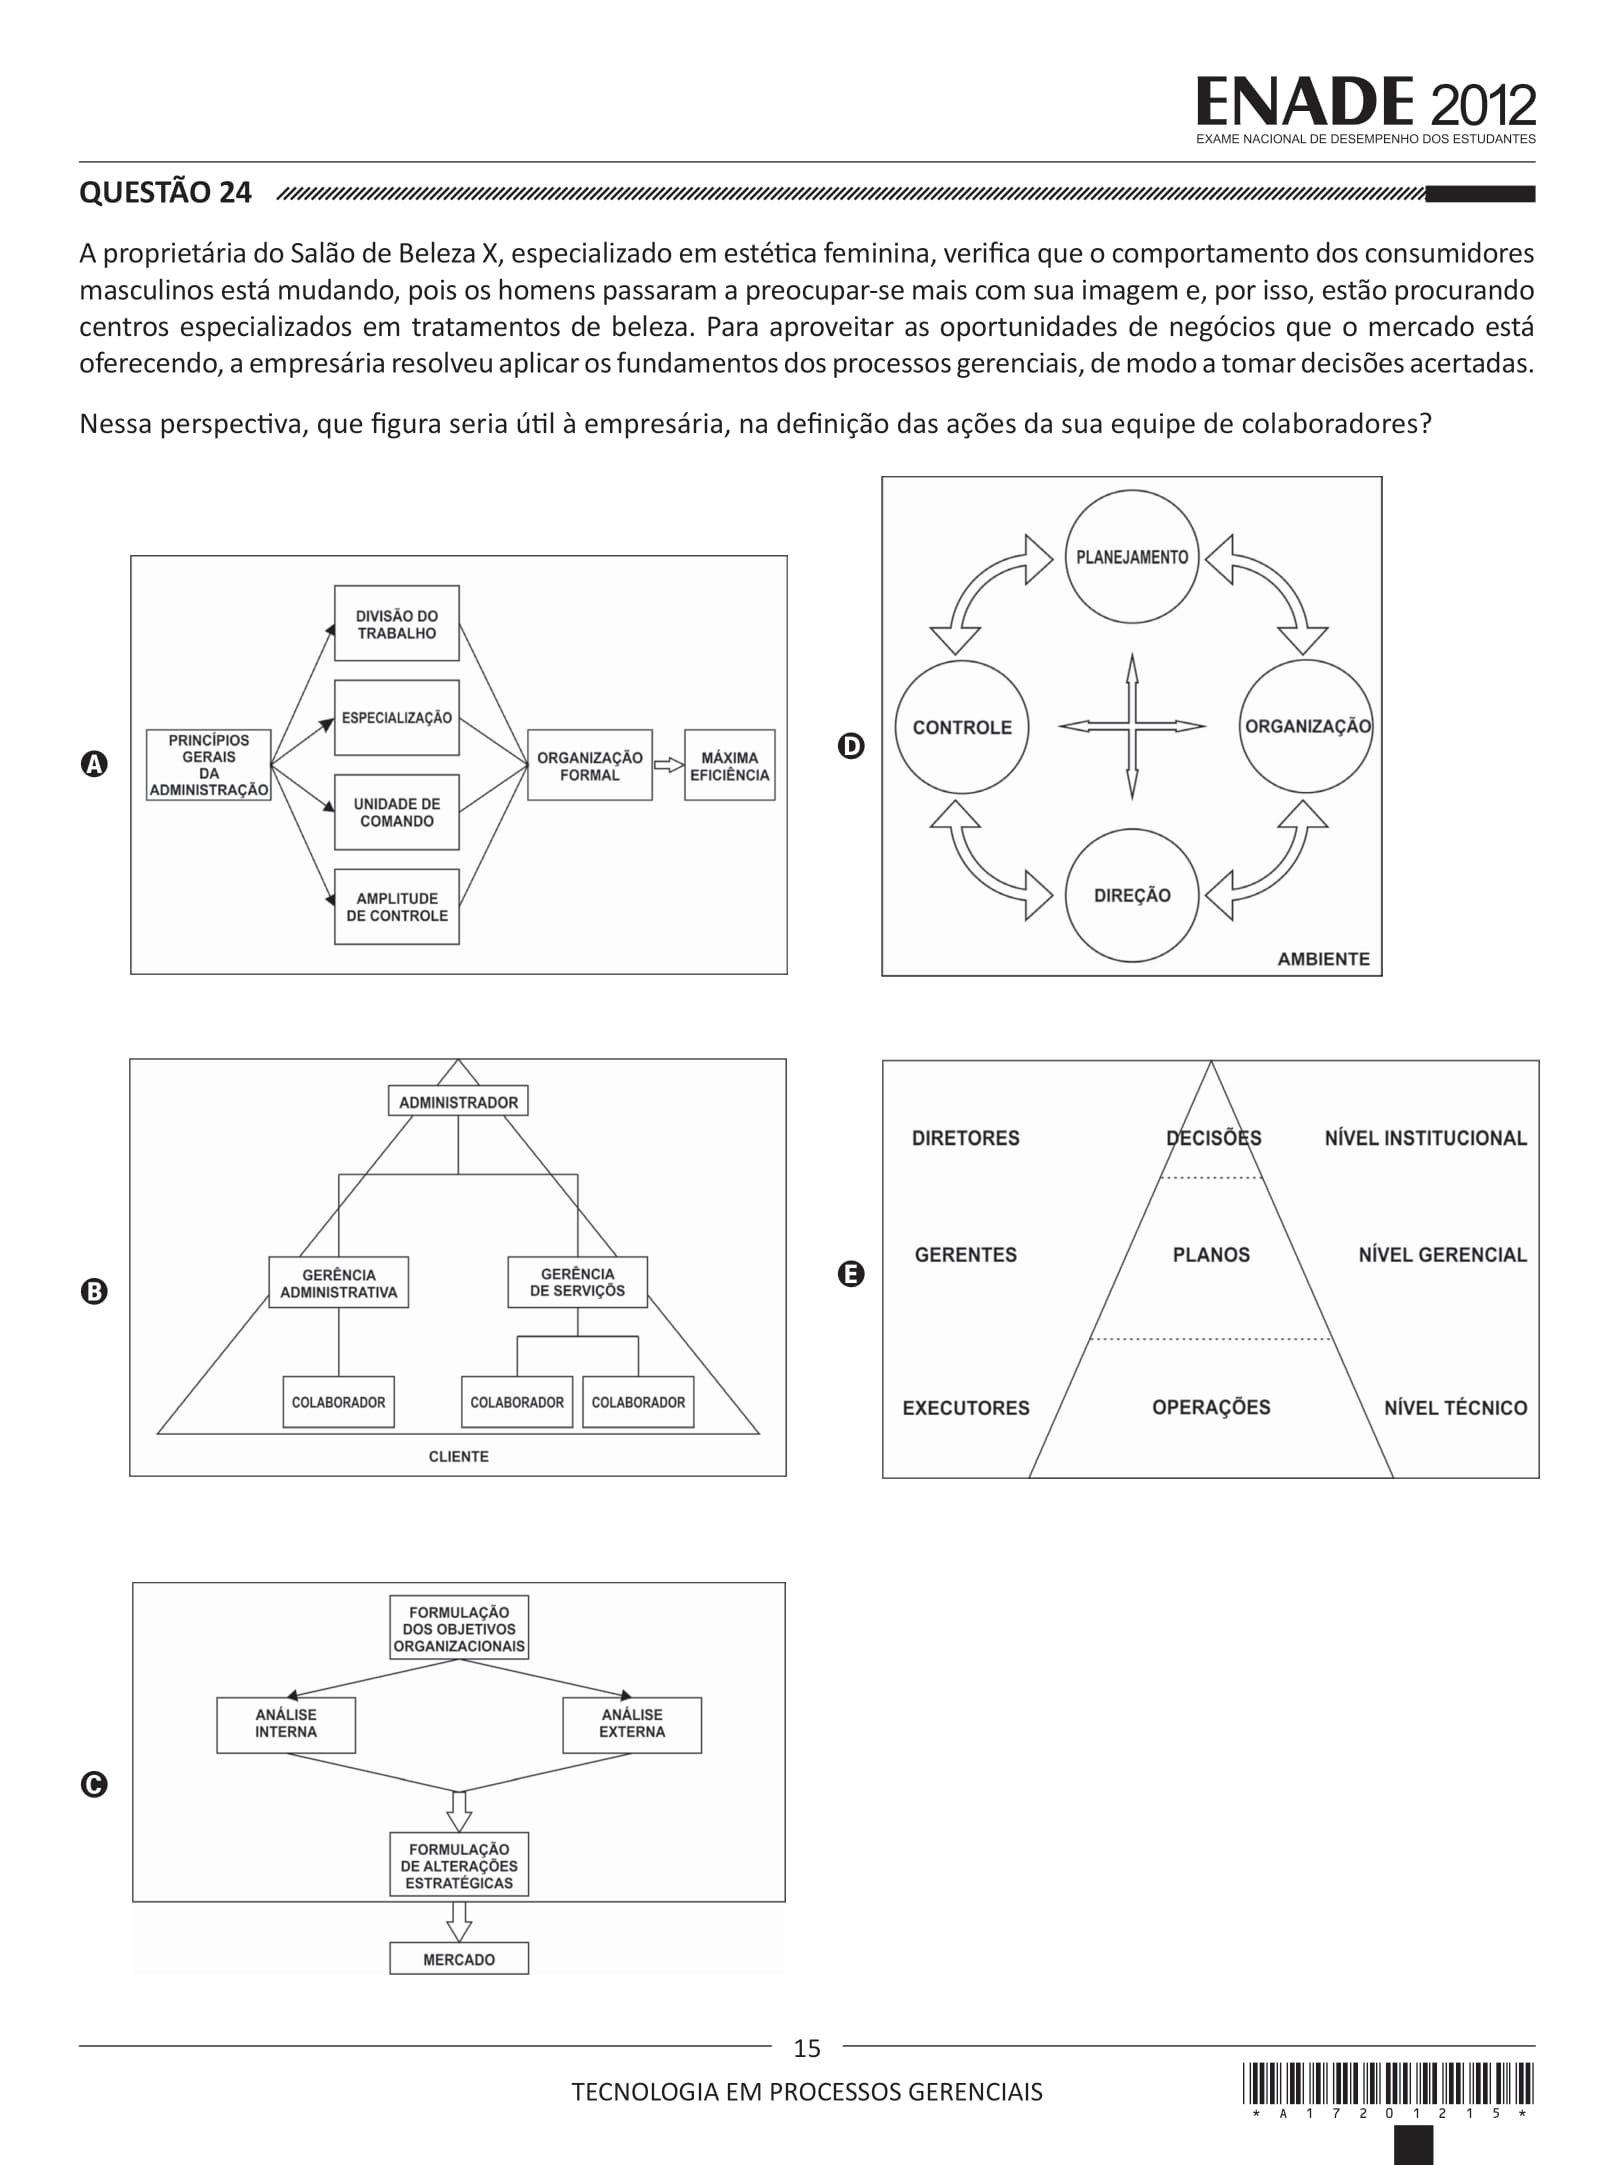 ENADE 2012
EXAME NACIONAL DE DESEMPENHO DOS ESTUDANTES
QUESTÃO 24
A proprietária do Salão de Beleza X, especializado em estética feminina, verifica que o comportamento dos consumidores
masculinos está mudando, pois os homens passaram a preocupar-se mais com sua imagem e, por isso, estão procurando
centros especializados em tratamentos de beleza. Para aproveitar as oportunidades de negócios que o mercado está
oferecendo, a empresária resolveu aplicar os fundamentos dos processos gerenciais, de modo a tomar decisões acertadas.
Nessa perspectiva, que figura seria útil à empresária, na definição das ações da sua equipe de colaboradores?
A
PRINCÍPIOS
GERAIS
DA
ADMINISTRAÇÃO
DIVISÃO DO
TRABALHO
ESPECIALIZAÇÃO
UNIDADE DE
COMANDO
AMPLITUDE
DE CONTROLE
ORGANIZAÇÃO
FORMAL
MÁXIMA
EFICIÊNCIA
B
ADMINISTRADOR
GERÊNCIA
ADMINISTRATIVA
GERÊNCIA
DE SERVIÇÕS
COLABORADOR
COLABORADOR
COLABORADOR
CLIENTE
C
FORMULAÇÃO
DOS OBJETIVOS
ORGANIZACIONAIS
ANÁLISE
INTERNA
ANÁLISE
EXTERNA
FORMULAÇÃO
DE ALTERAÇÕES
ESTRATÉGICAS
MERCADO
D
PLANEJAMENTO
CONTROLE
ORGANIZAÇÃO
DIREÇÃO
AMBIENTE
E
DIRETORES
DECISÕES
NÍVEL INSTITUCIONAL
GERENTES
PLANOS
NÍVEL GERENCIAL
EXECUTORES
OPERAÇÕES
NÍVEL TÉCNICO
15
TECNOLOGIA EM PROCESSOS GERENCIAIS
* A 1 7 2 0 1 2 1 5 *